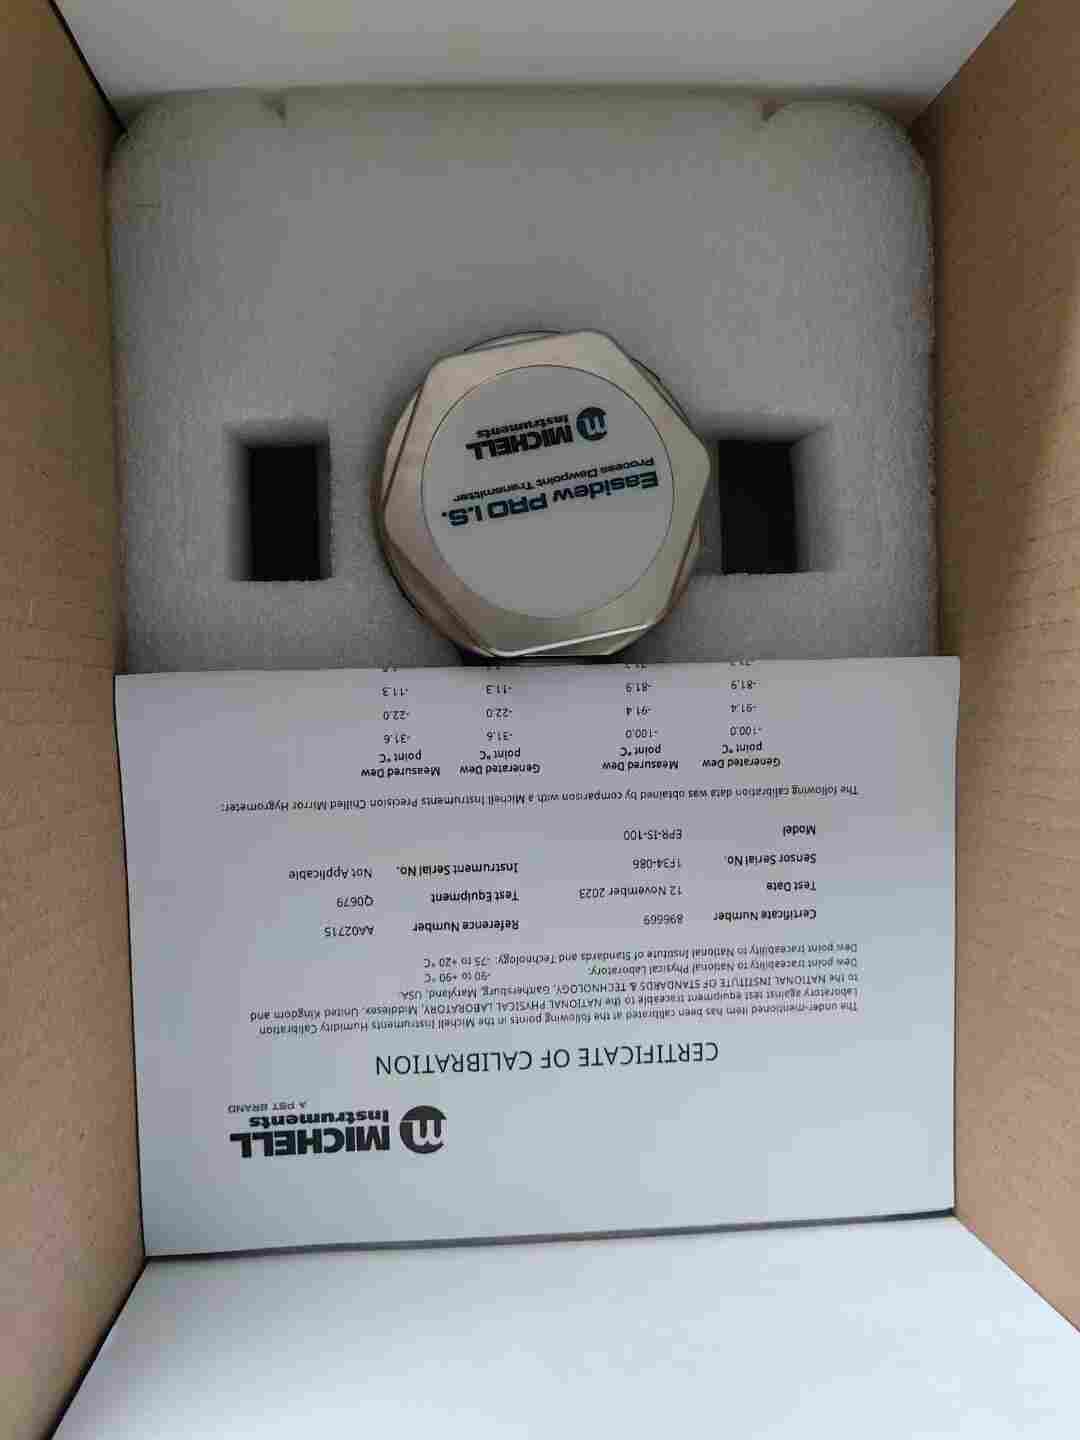 MICHELL
Instruments
A PST BRAND
CERTIFICATE OF CALIBRATION
The under-mentioned item has been calibrated at the following points in the Michell Instruments Humidity Calibration
Laboratory against test equipment traceable to the NATIONAL PHYSICAL LABORATORY, Middlesex, United Kingdom and
to the NATIONAL INSTITUTE OF STANDARDS & TECHNOLOGY, Gaithersburg, Maryland, USA.
Dew point traceability to National Physical Laboratory: -90 to +90 °C
Dew point traceability to National Institute of Standards and Technology: -75 to +20 °C
Certificate Number 896669 Reference Number AA02715
Test Date 12 November 2023 Test Equipment Q0679
Sensor Serial No. 1F34-086 Instrument Serial No. Not Applicable
Model EPR-IS-100
The following calibration data was obtained by comparison with a Michell Instruments Precision Chilled Mirror Hygrometer:
Generated Dew Measured Dew Generated Dew Measured Dew
point °C point °C point °C point °C
-100.0 -100.0 -31.6 -31.6
-91.4 -91.4 -22.0 -22.0
-81.9 -81.9 -11.3 -11.3
Easidew PRO I.S.
Process Dewpoint Transmitter
MICHELL
Instruments